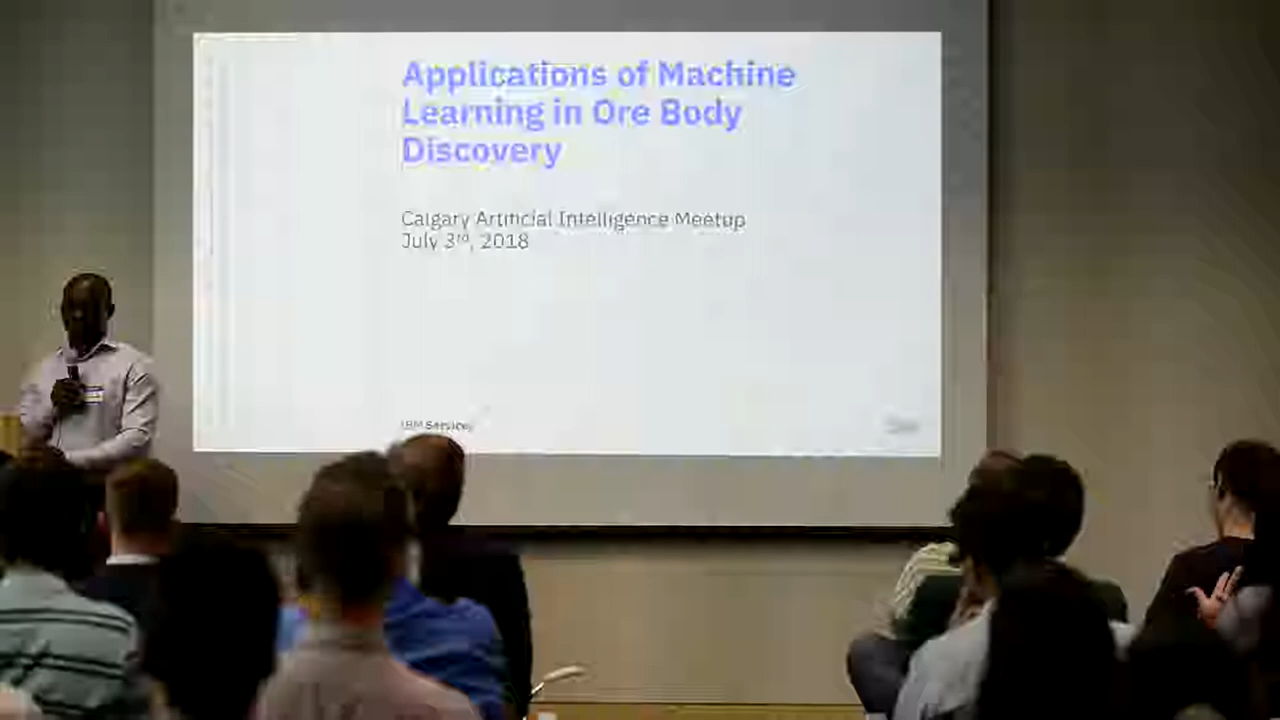 Applications of Machine
Learning in Ore Body
Discovery
Calgary Artificial Intelligence Meetup
July 3rd, 2018
IBM Services